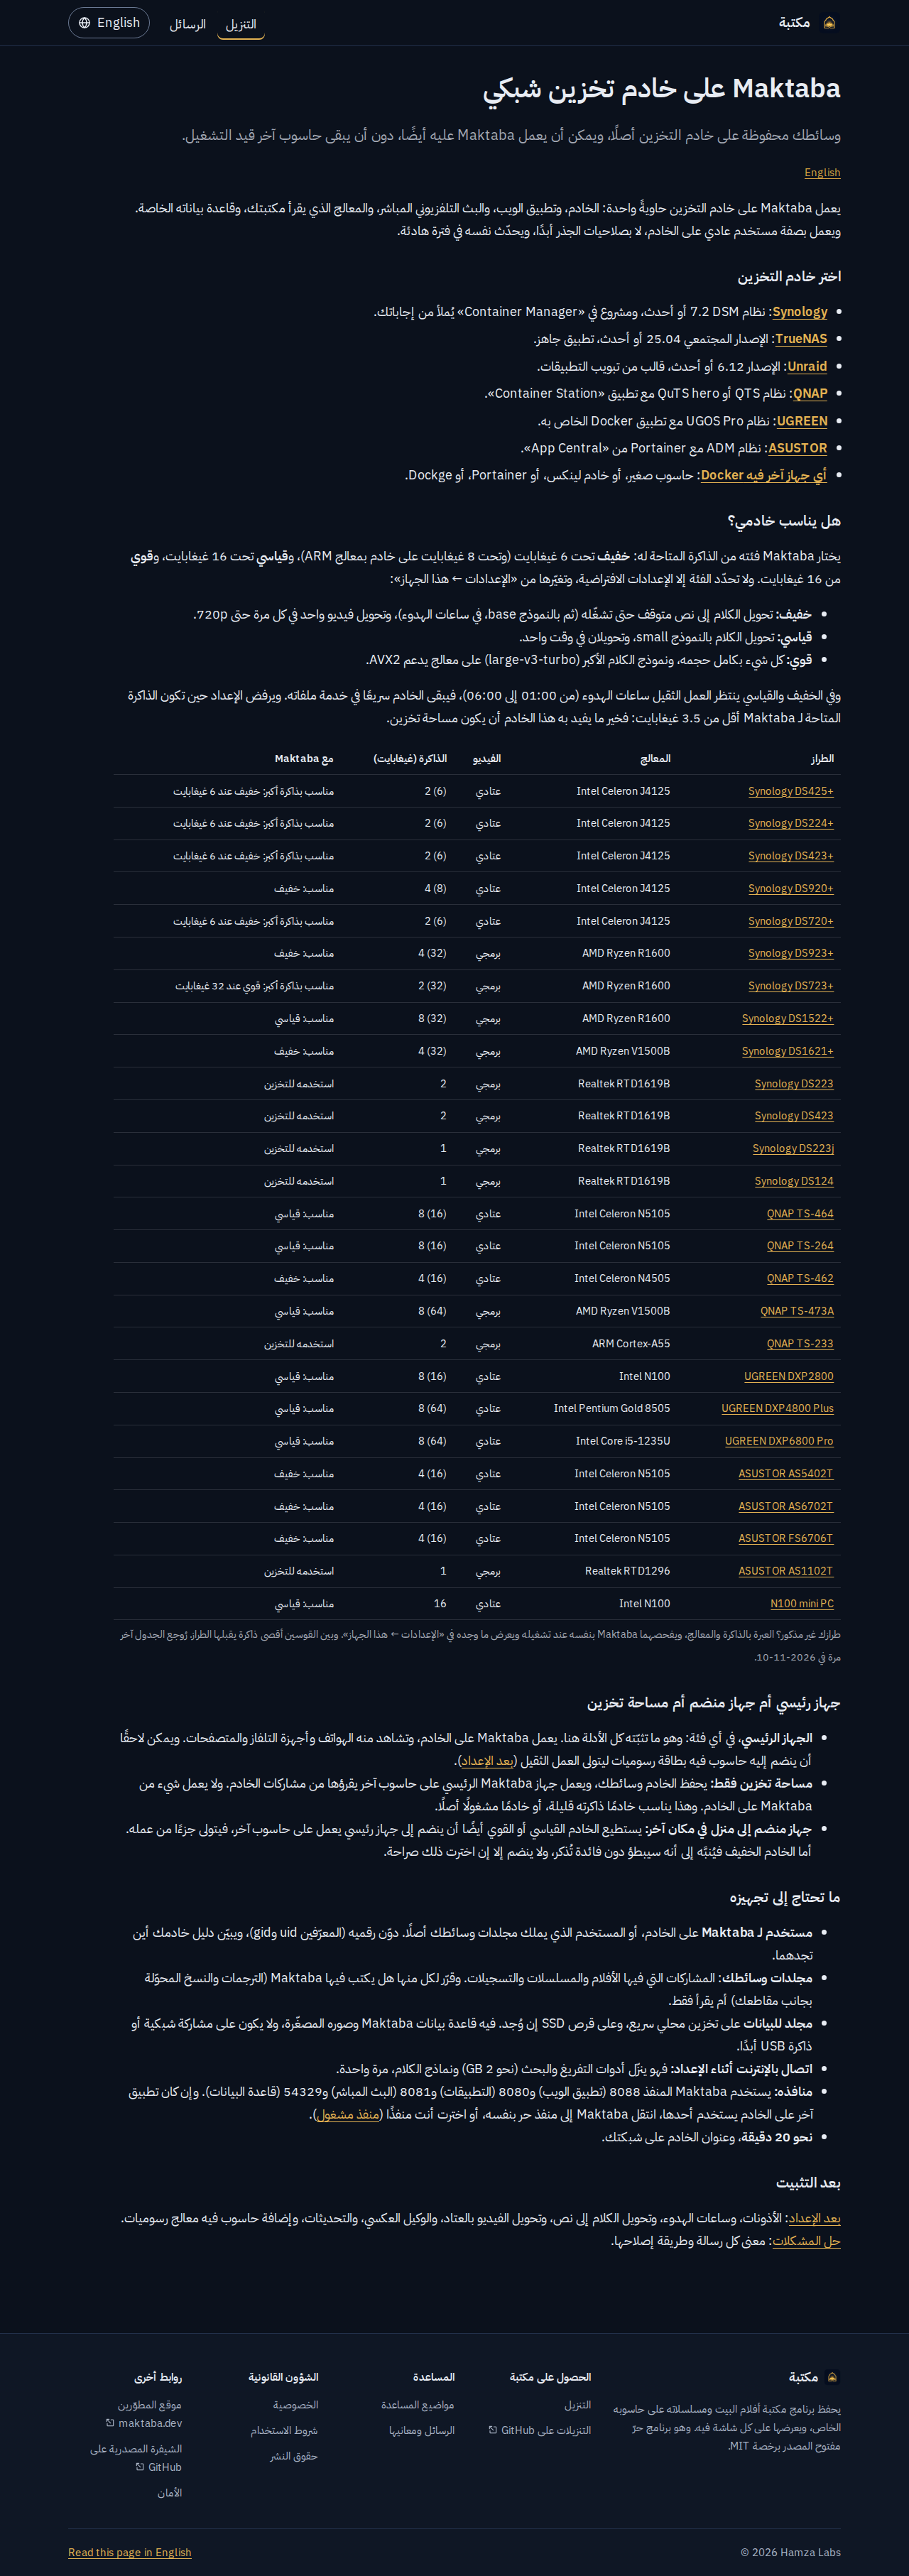 مكتبة
التنزيل
الرسائل
English
Maktaba على خادم تخزين شبكي
وسائطك محفوظة على خادم التخزين أصلًا، ويمكن أن يعمل Maktaba عليه أيضًا، دون أن يبقى حاسوب آخر قيد التشغيل.
English
يعمل Maktaba على خادم التخزين حاويةً واحدة: الخادم، وتطبيق الويب، والبث التلفزيوني المباشر، والمعالج الذي يقرأ مكتبتك، وقاعدة بياناته الخاصة.
ويعمل بصفة مستخدم عادي على الخادم، لا بصلاحيات الجذر أبدًا، ويحدّث نفسه في فترة هادئة.
اختر خادم التخزين
Synology: نظام DSM 7.2 أو أحدث، ومشروع في «Container Manager» يُملأ من إجاباتك.
TrueNAS: الإصدار المجتمعي 25.04 أو أحدث، تطبيق جاهز.
Unraid: الإصدار 6.12 أو أحدث، قالب من تبويب التطبيقات.
QNAP: نظام QTS أو QuTS hero مع تطبيق «Container Station».
UGREEN: نظام UGOS Pro مع تطبيق Docker الخاص به.
ASUSTOR: نظام ADM مع Portainer من «App Central».
أي جهاز آخر فيه Docker: حاسوب صغير، أو خادم لينكس، أو Portainer، أو Dockge.
هل يناسب خادمي؟
يختار Maktaba فئته من الذاكرة المتاحة له: خفيف تحت 6 غيغابايت (وتحت 8 غيغابايت على خادم بمعالج ARM)، وقياسي تحت 16 غيغابايت، وقوي
من 16 غيغابايت. ولا تحدّد الفئة إلا الإعدادات الافتراضية، وتغيّرها من «الإعدادات ← هذا الجهاز»:
خفيف: تحويل الكلام إلى نص متوقف حتى تشغّله (ثم بالنموذج base، في ساعات الهدوء)، وتحويل فيديو واحد في كل مرة حتى 720p.
قياسي: تحويل الكلام بالنموذج small، وتحويلان في وقت واحد.
قوي: كل شيء بكامل حجمه، ونموذج الكلام الأكبر (large-v3-turbo) على معالج يدعم AVX2.
وفي الخفيف والقياسي ينتظر العمل الثقيل ساعات الهدوء (من 01:00 إلى 06:00)، فيبقى الخادم سريعًا في خدمة ملفاته. ويرفض الإعداد حين تكون الذاكرة
المتاحة لـ Maktaba أقل من 3.5 غيغابايت: فخير ما يفيد به هذا الخادم أن يكون مساحة تخزين.
الطراز المعالج الفيديو الذاكرة (غيغابايت) مع Maktaba
Synology DS425+ Intel Celeron J4125 عتادي 2 (6) مناسب بذاكرة أكبر: خفيف عند 6 غيغابايت
Synology DS224+ Intel Celeron J4125 عتادي 2 (6) مناسب بذاكرة أكبر: خفيف عند 6 غيغابايت
Synology DS423+ Intel Celeron J4125 عتادي 2 (6) مناسب بذاكرة أكبر: خفيف عند 6 غيغابايت
Synology DS920+ Intel Celeron J4125 عتادي 4 (8) مناسب: خفيف
Synology DS720+ Intel Celeron J4125 عتادي 2 (6) مناسب بذاكرة أكبر: خفيف عند 6 غيغابايت
Synology DS923+ AMD Ryzen R1600 برمجي 4 (32) مناسب: خفيف
Synology DS723+ AMD Ryzen R1600 برمجي 2 (32) مناسب بذاكرة أكبر: قوي عند 32 غيغابايت
Synology DS1522+ AMD Ryzen R1600 برمجي 8 (32) مناسب: قياسي
Synology DS1621+ AMD Ryzen V1500B برمجي 4 (32) مناسب: خفيف
Synology DS223 Realtek RTD1619B برمجي 2 استخدمه للتخزين
Synology DS423 Realtek RTD1619B برمجي 2 استخدمه للتخزين
Synology DS223j Realtek RTD1619B برمجي 1 استخدمه للتخزين
Synology DS124 Realtek RTD1619B برمجي 1 استخدمه للتخزين
QNAP TS-464 Intel Celeron N5105 عتادي 8 (16) مناسب: قياسي
QNAP TS-264 Intel Celeron N5105 عتادي 8 (16) مناسب: قياسي
QNAP TS-462 Intel Celeron N4505 عتادي 4 (16) مناسب: خفيف
QNAP TS-473A AMD Ryzen V1500B برمجي 8 (64) مناسب: قياسي
QNAP TS-233 ARM Cortex-A55 برمجي 2 استخدمه للتخزين
UGREEN DXP2800 Intel N100 عتادي 8 (16) مناسب: قياسي
UGREEN DXP4800 Plus Intel Pentium Gold 8505 عتادي 8 (64) مناسب: قياسي
UGREEN DXP6800 Pro Intel Core i5-1235U عتادي 8 (64) مناسب: قياسي
ASUSTOR AS5402T Intel Celeron N5105 عتادي 4 (16) مناسب: خفيف
ASUSTOR AS6702T Intel Celeron N5105 عتادي 4 (16) مناسب: خفيف
ASUSTOR FS6706T Intel Celeron N5105 عتادي 4 (16) مناسب: خفيف
ASUSTOR AS1102T Realtek RTD1296 برمجي 1 استخدمه للتخزين
N100 mini PC Intel N100 عتادي 16 مناسب: قياسي
طرازك غير مذكور؟ العبرة بالذاكرة والمعالج، ويفحصهما Maktaba بنفسه عند تشغيله ويعرض ما وجده في «الإعدادات ← هذا الجهاز». وبين القوسين أقصى ذاكرة يقبلها الطراز. رُوجع الجدول آخر
مرة في 2026-11-10.
جهاز رئيسي أم جهاز منضم أم مساحة تخزين
الجهاز الرئيسي، في أي فئة: وهو ما تثبّته كل الأدلة هنا. يعمل Maktaba على الخادم، وتشاهد منه الهواتف وأجهزة التلفاز والمتصفحات. ويمكن لاحقًا
أن ينضم إليه حاسوب فيه بطاقة رسوميات ليتولى العمل الثقيل (بعد الإعداد).
مساحة تخزين فقط: يحفظ الخادم وسائطك، ويعمل جهاز Maktaba الرئيسي على حاسوب آخر يقرؤها من مشاركات الخادم. ولا يعمل شيء من
Maktaba على الخادم. وهذا يناسب خادمًا ذاكرته قليلة، أو خادمًا مشغولًا أصلًا.
جهاز منضم إلى منزل في مكان آخر: يستطيع الخادم القياسي أو القوي أيضًا أن ينضم إلى جهاز رئيسي يعمل على حاسوب آخر، فيتولى جزءًا من عمله.
أما الخادم الخفيف فيُنبَّه إلى أنه سيبطؤ دون فائدة تُذكر، ولا ينضم إلا إن اخترت ذلك صراحة.
ما تحتاج إلى تجهيزه
مستخدم لـ Maktaba على الخادم، أو المستخدم الذي يملك مجلدات وسائطك أصلًا. دوّن رقميه (المعرّفين uid وgid)، ويبيّن دليل خادمك أين
تجدهما.
مجلدات وسائطك: المشاركات التي فيها الأفلام والمسلسلات والتسجيلات. وقرّر لكل منها هل يكتب فيها Maktaba (الترجمات والنسخ المحوّلة
بجانب مقاطعك) أم يقرأ فقط.
مجلد للبيانات على تخزين محلي سريع، وعلى قرص SSD إن وُجد. فيه قاعدة بيانات Maktaba وصوره المصغّرة، ولا يكون على مشاركة شبكية أو
ذاكرة USB أبدًا.
اتصال بالإنترنت أثناء الإعداد: فهو ينزّل أدوات التفريغ والبحث (نحو 2 GB) ونماذج الكلام، مرة واحدة.
منافذه: يستخدم Maktaba المنفذ 8088 (تطبيق الويب) و8080 (التطبيقات) و8081 (البث المباشر) و54329 (قاعدة البيانات). وإن كان تطبيق
آخر على الخادم يستخدم أحدها، انتقل Maktaba إلى منفذ حر بنفسه، أو اخترت أنت منفذًا (منفذ مشغول).
نحو 20 دقيقة، وعنوان الخادم على شبكتك.
بعد التثبيت
بعد الإعداد: الأذونات، وساعات الهدوء، وتحويل الكلام إلى نص، وتحويل الفيديو بالعتاد، والوكيل العكسي، والتحديثات، وإضافة حاسوب فيه معالج رسوميات.
حل المشكلات: معنى كل رسالة وطريقة إصلاحها.
مكتبة
يحفظ برنامج مكتبة أفلام البيت ومسلسلاته على حاسوبه
الخاص، ويعرضها على كل شاشة فيه. وهو برنامج حرّ
مفتوح المصدر برخصة MIT.
الحصول على مكتبة
التنزيل
التنزيلات على GitHub
المساعدة
مواضيع المساعدة
الرسائل ومعانيها
الشؤون القانونية
الخصوصية
شروط الاستخدام
حقوق النشر
روابط أخرى
موقع المطوّرين
maktaba.dev
الشيفرة المصدرية على
GitHub
الأمان
© 2026 Hamza Labs
Read this page in English